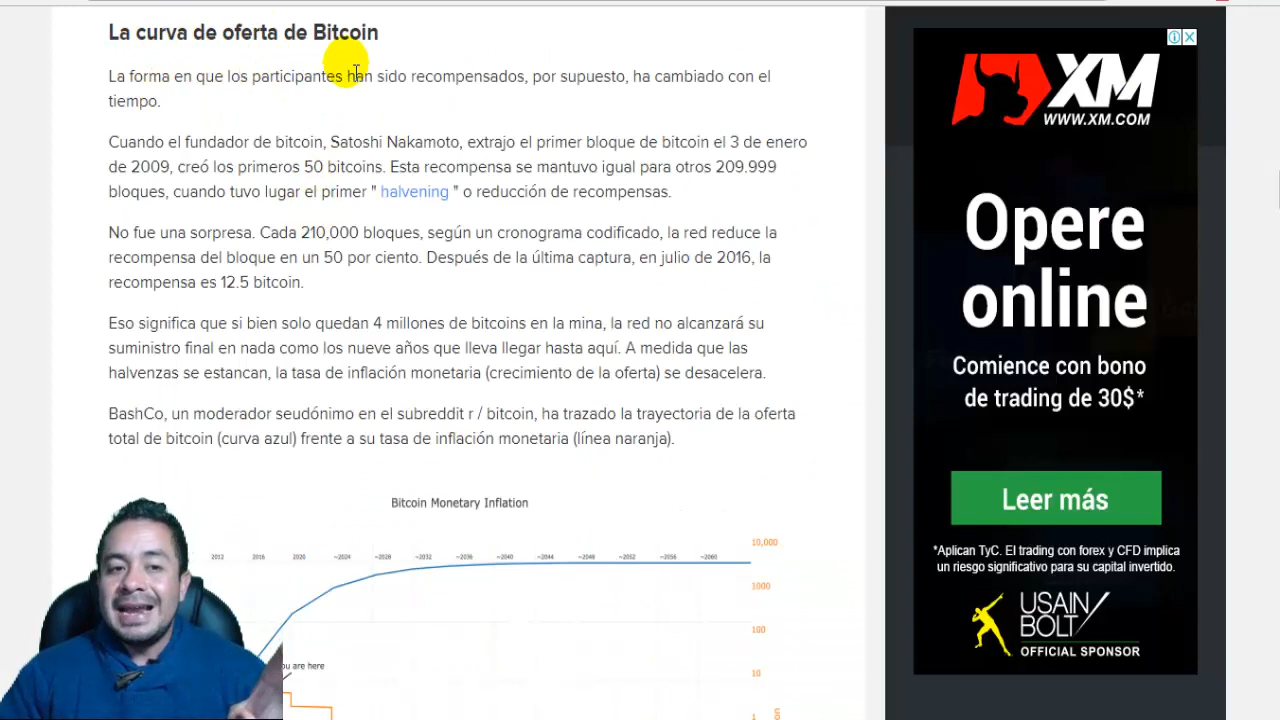 La curva de oferta de Bitcoin
La forma en que los participantes han sido recompensados, por supuesto, ha cambiado con el
tiempo.
Cuando el fundador de bitcoin, Satoshi Nakamoto, extrajo el primer bloque de bitcoin el 3 de enero
de 2009, creó los primeros 50 bitcoins. Esta recompensa se mantuvo igual para otros 209.999
bloques, cuando tuvo lugar el primer " halvening " o reducción de recompensas.
No fue una sorpresa. Cada 210,000 bloques, según un cronograma codificado, la red reduce la
recompensa del bloque en un 50 por ciento. Después de la última captura, en julio de 2016, la
recompensa es 12.5 bitcoin.
Eso significa que si bien solo quedan 4 millones de bitcoins en la mina, la red no alcanzará su
suministro final en nada como los nueve años que lleva llegar hasta aquí. A medida que las
halvenzas se estancan, la tasa de inflación monetaria (crecimiento de la oferta) se desacelera.
BashCo, un moderador seudónimo en el subreddit r / bitcoin, ha trazado la trayectoria de la oferta
total de bitcoin (curva azul) frente a su tasa de inflación monetaria (línea naranja).
Bitcoin Monetary Inflation
2012 2016 2020 ~2024 ~2028 ~2032 ~2036 ~2040 ~2044 ~2048 ~2052 ~2056 ~2060
10,000
1000
100
10
1
ou are here
XM
WWW.XM.COM
Opere
online
Comience con bono
de trading de 30$*
Leer más
*Aplican TyC. El trading con forex y CFD implica
un riesgo significativo para su capital invertido.
USAIN
BOLT
OFFICIAL SPONSOR